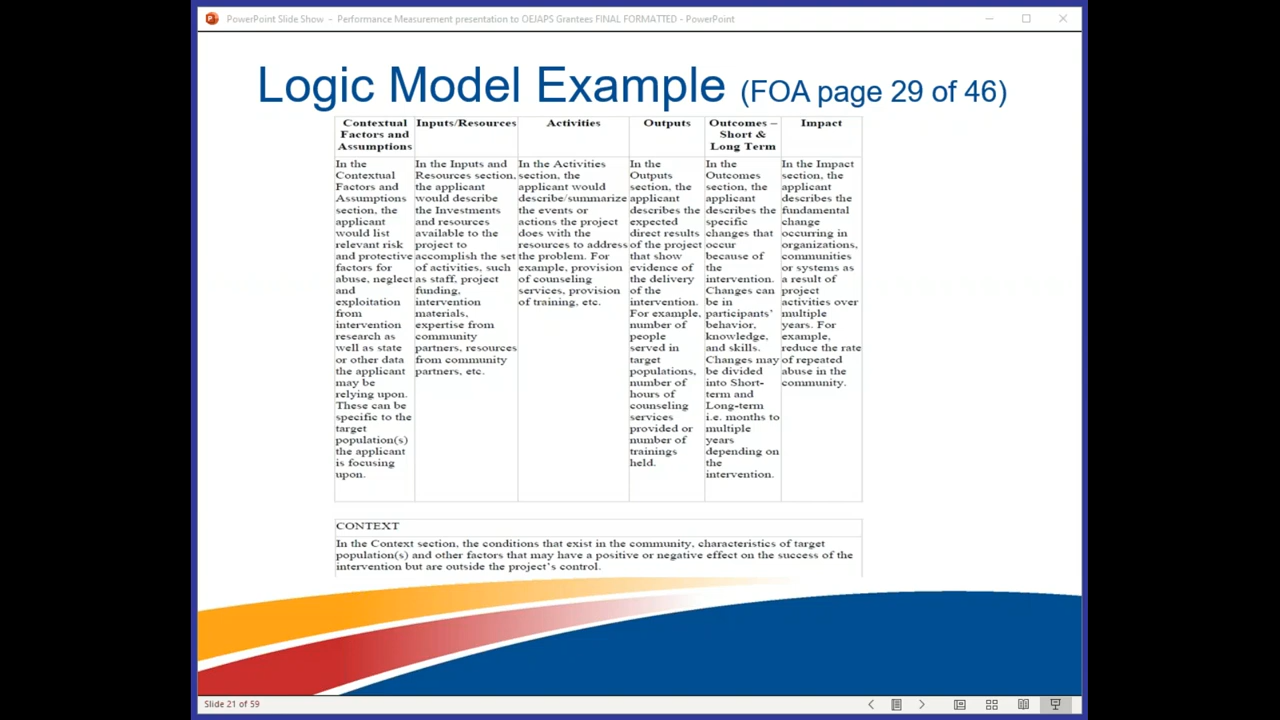 PowerPoint Slide Show - Performance Measurement presentation to OEJAPS Grantees FINAL FORMATTED - PowerPoint
Logic Model Example (FOA page 29 of 46)
Contextual
Factors and
Assumptions
Inputs/Resources
Activities
Outputs
Outcomes –
Short &
Long Term
Impact
In the
Contextual
Factors and
Assumptions
section, the
applicant
would list
relevant risk
and protective
factors for
abuse, neglect
and
exploitation
from
intervention
research as
well as state
or other data
the applicant
may be
relying upon.
These can be
specific to the
target
population(s)
the applicant
is focusing
upon.
In the Inputs and
Resources section,
the applicant
would describe
the Investments
and resources
available to the
project to
accomplish the set
of activities, such
as staff, project
funding,
intervention
materials,
expertise from
community
partners, resources
from community
partners, etc.
In the Activities
section, the
applicant would
describe/summarize
the events or
actions the project
does with the
resources to address
the problem. For
example, provision
of counseling
services, provision
of training, etc.
In the
Outputs
section, the
applicant
describes the
expected
direct results
of the project
that show
evidence of
the delivery
of the
intervention.
For example,
number of
people
served in
target
populations,
number of
hours of
counseling
services
provided or
number of
trainings
held.
In the
Outcomes
section, the
applicant
describes the
specific
changes that
occur
because of
the
intervention.
Changes can
be in
participants’
behavior,
knowledge,
and skills.
Changes may
be divided
into Short-
term and
Long-term
i.e. months to
multiple
years
depending on
the
intervention.
In the Impact
section, the
applicant
describes the
fundamental
change
occurring in
organizations,
communities
or systems as
a result of
project
activities over
multiple
years. For
example,
reduce the rate
of repeated
abuse in the
community.
CONTEXT
In the Context section, the conditions that exist in the community, characteristics of target
population(s) and other factors that may have a positive or negative effect on the success of the
intervention but are outside the project’s control.
Slide 21 of 59